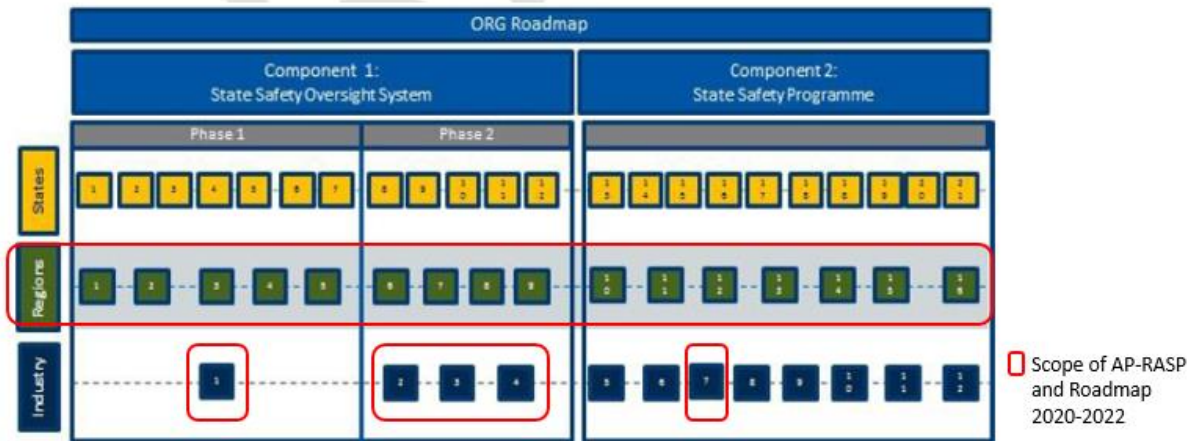 ORG Roadmap
Component 1:
State Safety Oversight System
Component 2:
State Safety Programme
Phase 1
Phase 2
States
1 2 3 4 5 6 7 8 9 10 11 12 13 14 15 16 17 18 19 20 21
Regions
1 2 3 4 5 6 7 8 9 10 11 12 13 14 15 16
Industry
1 2 3 4 5 6 7 8 9 10 11 12
Scope of AP-RASP
and Roadmap
2020-2022